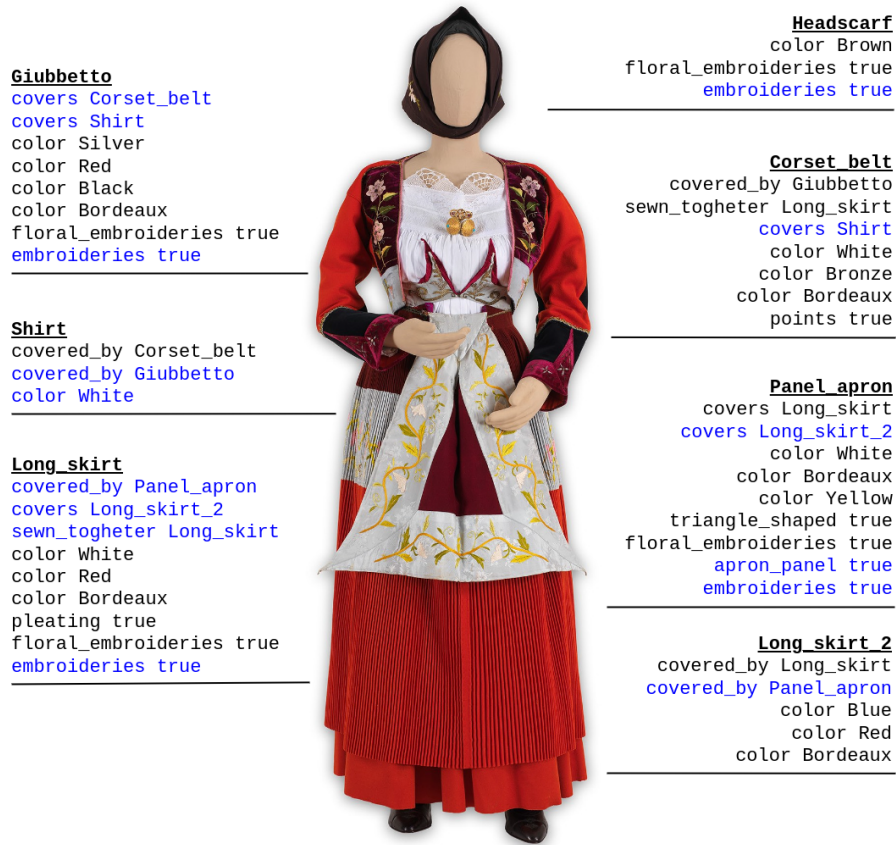 Giubbetto
covers Corset_belt
covers Shirt
color Silver
color Red
color Black
color Bordeaux
floral_embroideries true
embroideries true
Shirt
covered_by Corset_belt
covered_by Giubbetto
color White
Long_skirt
covered_by Panel_apron
covers Long_skirt_2
sewn_togheter Long_skirt
color White
color Red
color Bordeaux
pleating true
floral_embroideries true
embroideries true
Headscarf
color Brown
floral_embroideries true
embroideries true
Corset_belt
covered_by Giubbetto
sewn_togheter Long_skirt
covers Shirt
color White
color Bronze
color Bordeaux
points true
Panel_apron
covers Long_skirt
covers Long_skirt_2
color White
color Bordeaux
color Yellow
triangle_shaped true
floral_embroideries true
apron_panel true
embroideries true
Long_skirt_2
covered_by Long_skirt
covered_by Panel_apron
color Blue
color Red
color Bordeaux